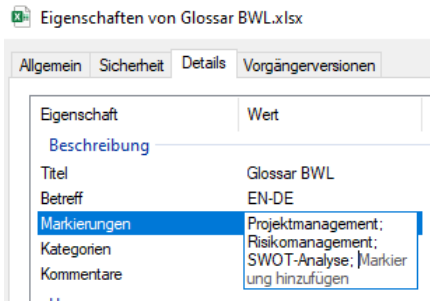 Eigenschaften von Glossar BWL.xlsx
Allgemein Sicherheit Details Vorgängerversionen
Eigenschaft Wert
Beschreibung
Titel Glossar BWL
Betreff EN-DE
Markierungen Projektmanagement;
Risikomanagement;
SWOT-Analyse; Markier
ung hinzufügen
Kategorien
Kommentare